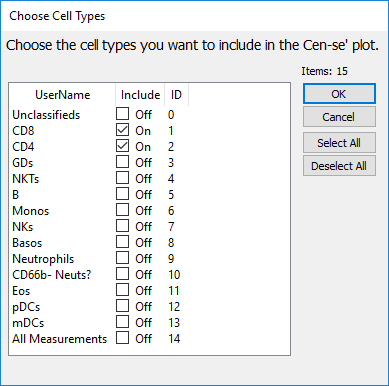 Choose Cell Types
Choose the cell types you want to include in the Cen-se' plot.
Items: 15
UserName Include ID
Unclassifieds Off 0
CD8 On 1
CD4 On 2
GDs Off 3
NKTs Off 4
B Off 5
Monos Off 6
NKs Off 7
Basos Off 8
Neutrophils Off 9
CD66b- Neuts? Off 10
Eos Off 11
pDCs Off 12
mDCs Off 13
All Measurements Off 14
OK
Cancel
Select All
Deselect All